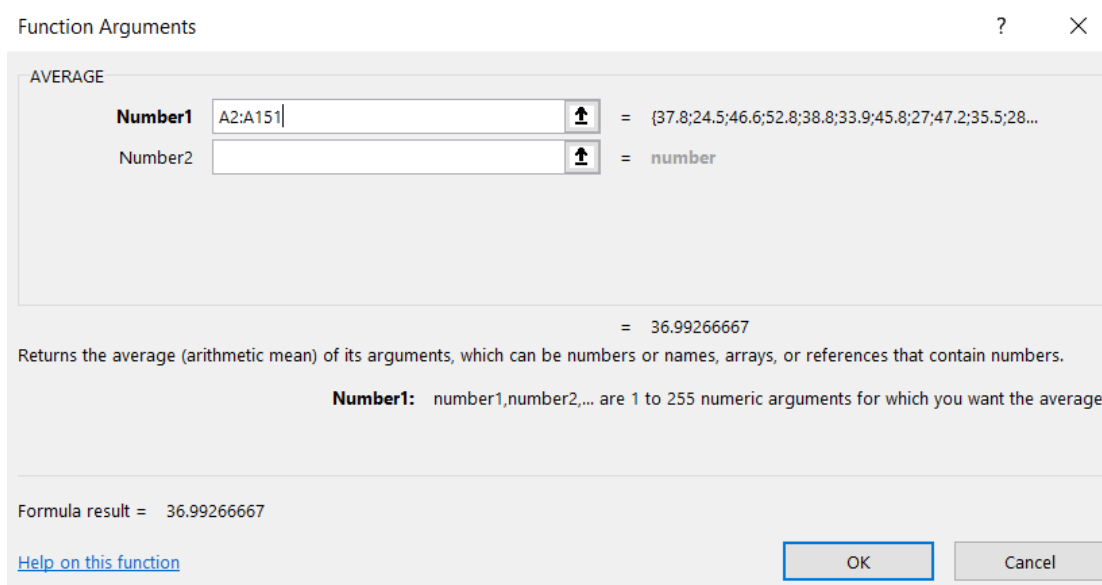 Function Arguments ? ×
AVERAGE
Number1 A2:A151 = {37.8;24.5;46.6;52.8;38.8;33.9;45.8;27;47.2;35.5;28...
Number2 = number
= 36.99266667
Returns the average (arithmetic mean) of its arguments, which can be numbers or names, arrays, or references that contain numbers.
Number1: number1,number2,... are 1 to 255 numeric arguments for which you want the average
Formula result = 36.99266667
Help on this function OK Cancel